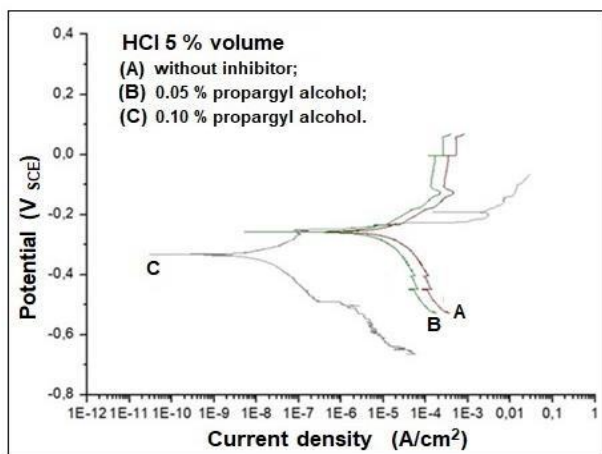 HCl 5 % volume
(A) without inhibitor;
(B) 0.05 % propargyl alcohol;
(C) 0.10 % propargyl alcohol.
0,4
0,2
0,0
-0,2
-0,4
-0,6
-0,8
Potential (V SCE)
C
B
A
1E-12 1E-11 1E-10 1E-9 1E-8 1E-7 1E-6 1E-5 1E-4 1E-3 0,01 0,1 1
Current density (A/cm²)